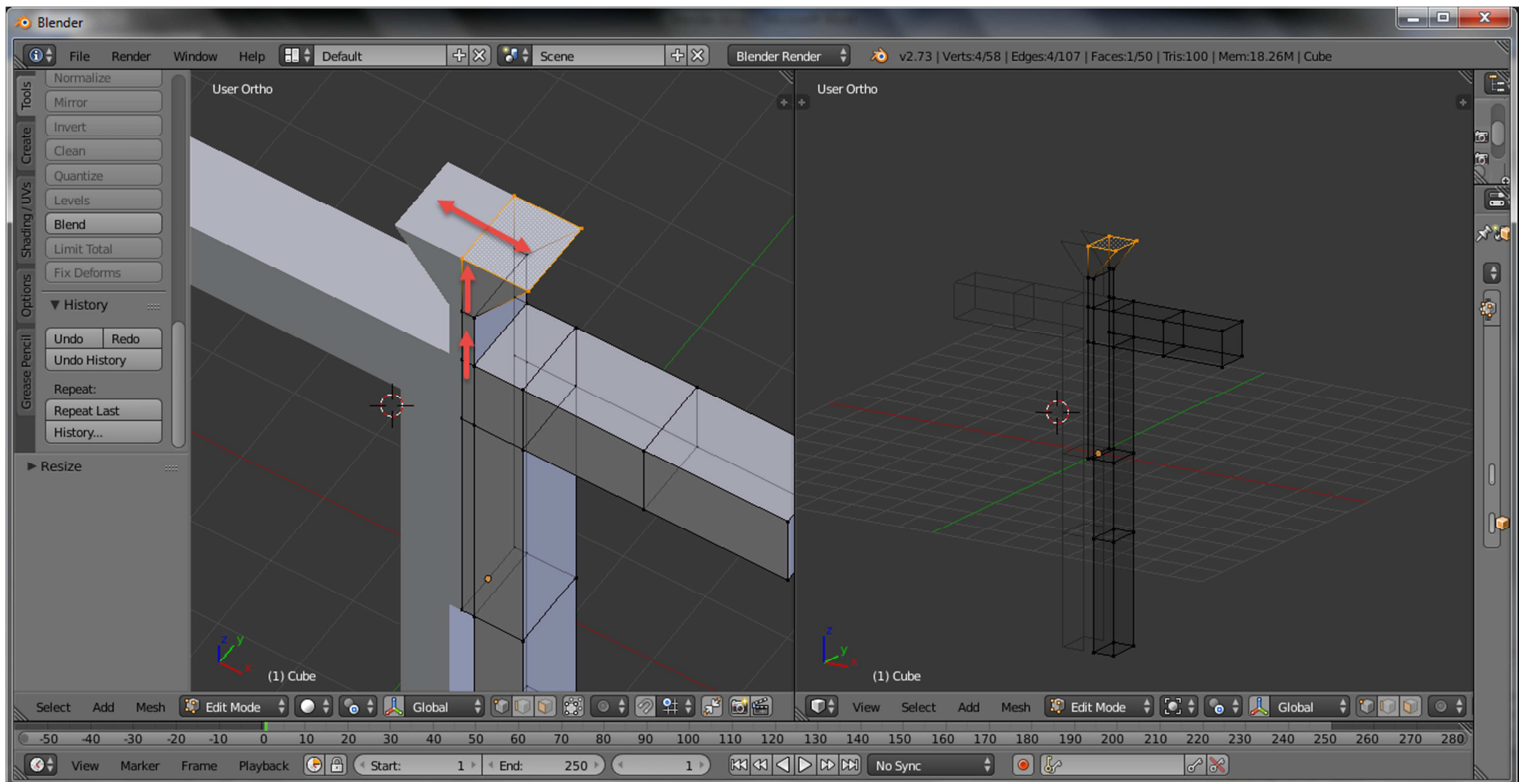 Blender
File Render Window Help Default Scene Blender Render v2.73 | Verts:4/58 | Edges:4/107 | Faces:1/50 | Tris:100 | Mem:18.26M | Cube
Tools
Create
Shading / UVs
Options
Grease Pencil
Normalize
Mirror
Invert
Clean
Quantize
Levels
Blend
Limit Total
Fix Deforms
History
Undo Redo
Undo History
Repeat:
Repeat Last
History...
Resize
User Ortho
z y x
(1) Cube
User Ortho
z y x
(1) Cube
Select Add Mesh Edit Mode Global
View Select Add Mesh Edit Mode Global
-50 -40 -30 -20 -10 0 10 20 30 40 50 60 70 80 90 100 110 120 130 140 150 160 170 180 190 200 210 220 230 240 250 260 270 280
View Marker Frame Playback Start: 1 End: 250 1 No Sync